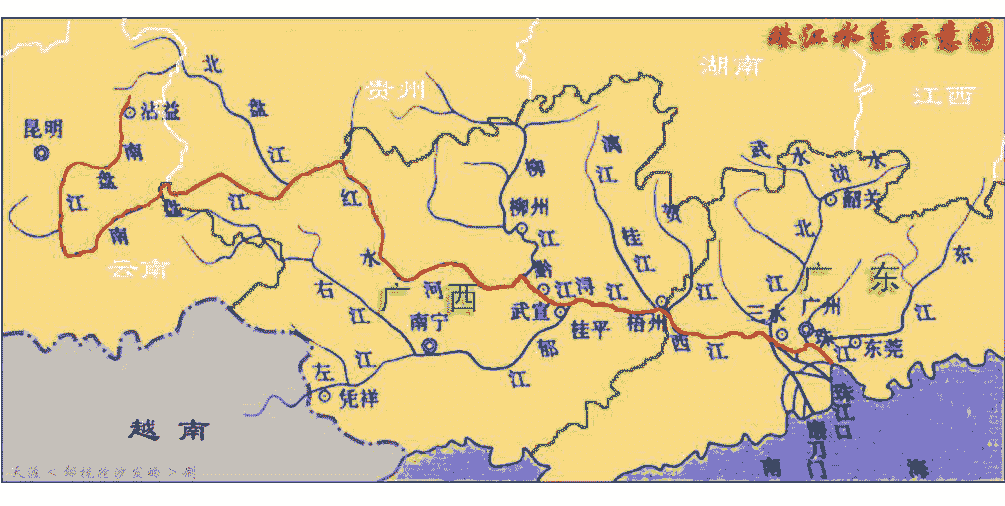 珠江水系示意图
湖南
贵州
江西
北
盘
江
沾益
昆明
南
盘
江
南
盘
江
云南
红
水
河
柳
柳州
江
黔
漓
江
桂
江
贺
江
武
水
浈
水
韶关
北
江
广东
东
江
广西
右
江
南宁
武宣
江
浔
江
桂平
梧州
西
江
三水
广州
珠
江
东莞
郁
江
左
江
凭祥
越南
珠江口
南海